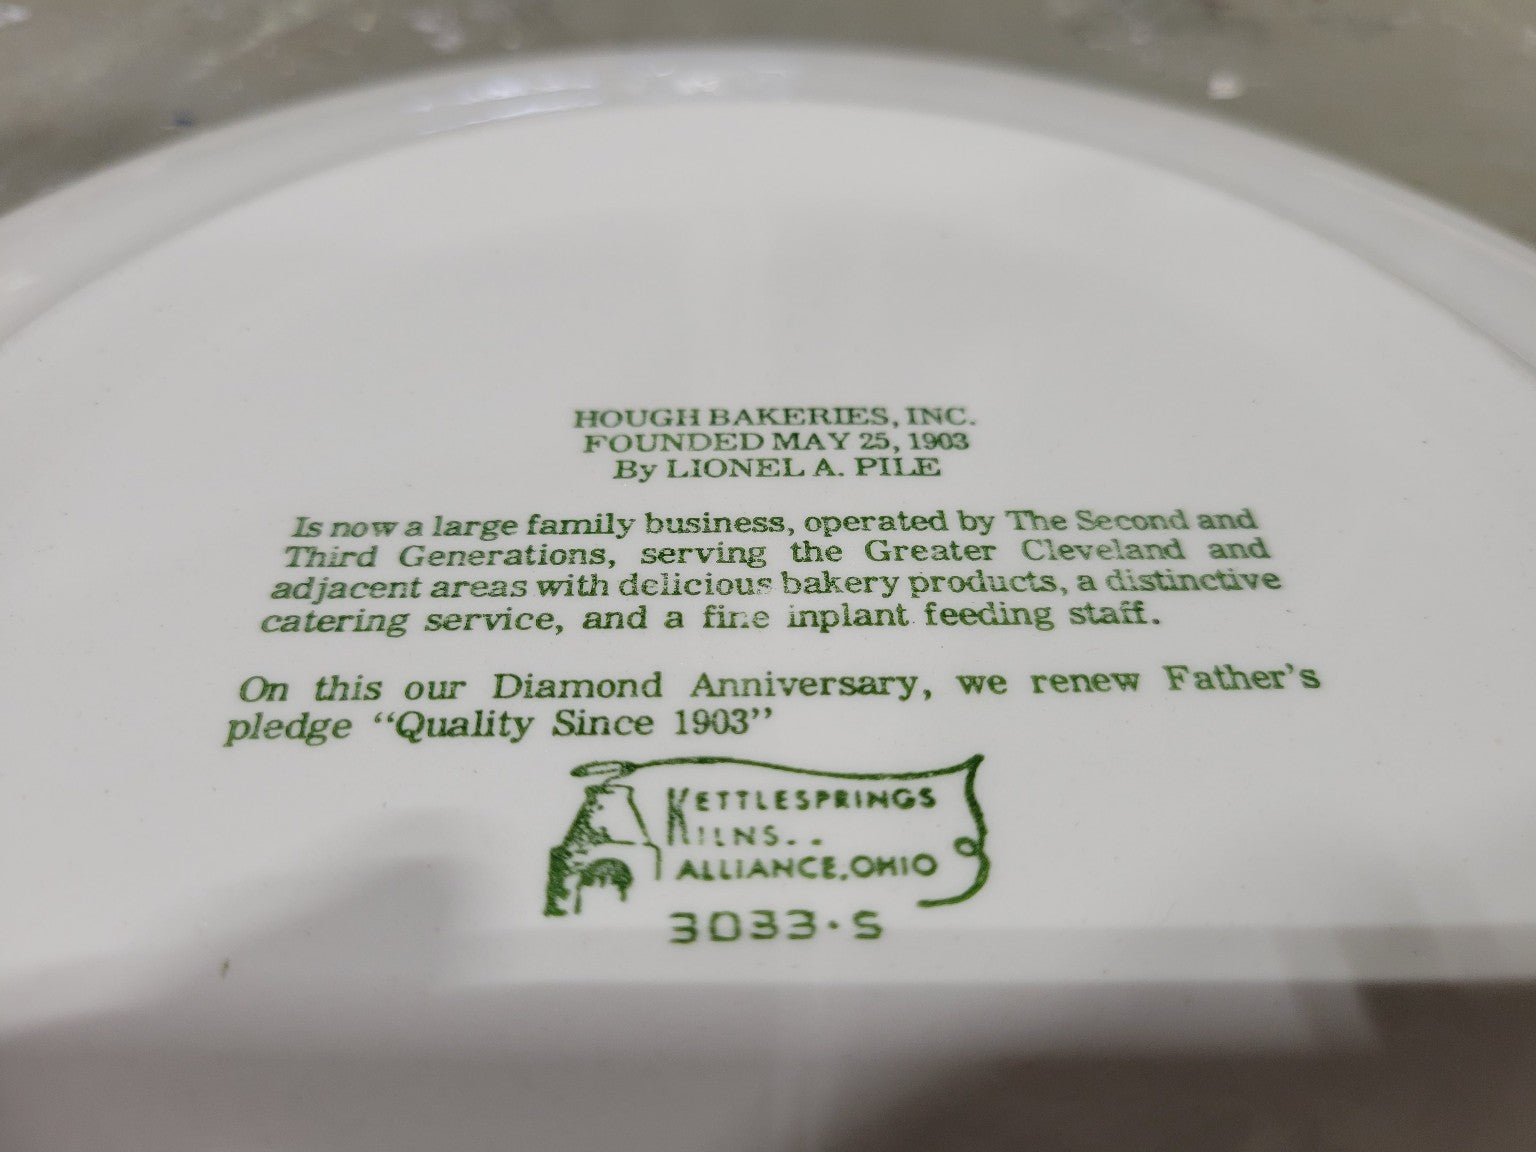 HOUGH BAKERIES, INC.
FOUNDED MAY 25, 1903
By LIONEL A. PILE
Is now a large family business, operated by The Second and
Third Generations, serving the Greater Cleveland and
adjacent areas with delicious bakery products, a distinctive
catering service, and a fine inplant feeding staff.
On this our Diamond Anniversary, we renew Father's
pledge "Quality Since 1903"
KETTLESPRINGS
KILNS..
ALLIANCE, OHIO
3033·S